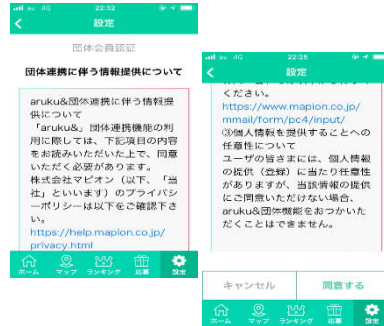 au 4G 22:32
設定
団体会員認証
団体連携に伴う情報提供について
aruku&団体連携に伴う情報提
供について
「aruku&」団体連携機能の利
用に際しては、下記項目の内容
をお読みいただいた上で、同意
いただく必要があります。
株式会社マピオン（以下、「当
社」といいます）のプライバシ
ーポリシーは以下をご確認下さ
い。
https://help.mapion.co.jp/
privacy.html
ホーム マップ ランキング 応募 設定
au 4G 22:25
設定
ください。
https://www.mapion.co.jp/
mmail/form/pc4/input/
③個人情報を提供することへの
任意性について
ユーザの皆さまには、個人情報
の提供（登録）に当たり任意性
がありますが、当該情報の提供
にご同意いただけない場合、
aruku&団体機能をおつかいた
だくことはできません。
キャンセル 同意する
ホーム マップ ランキング 応募 設定